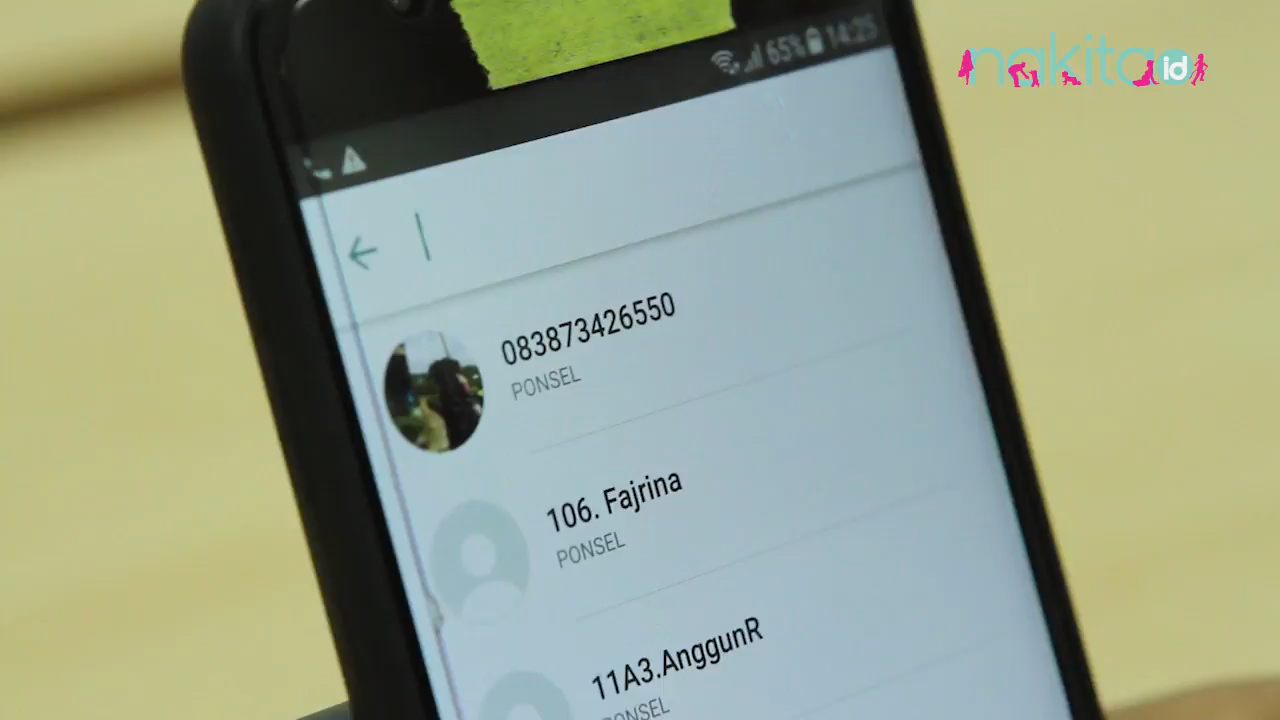 nakita id
65% 14:25
083873426550
PONSEL
106. Fajrina
PONSEL
11A3.AnggunR
PONSEL